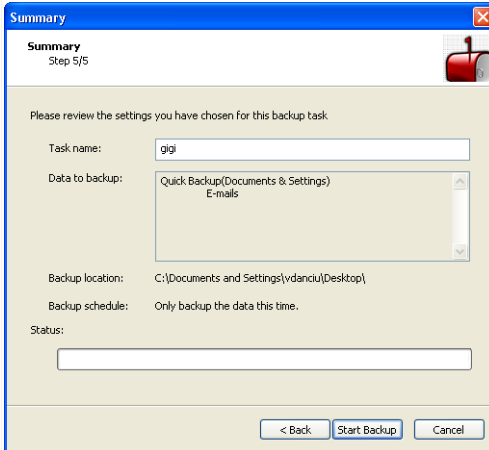 Summary
Summary
Step 5/5
Please review the settings you have chosen for this backup task
Task name: gigi
Data to backup: Quick Backup(Documents & Settings)
E-mails
Backup location: C:\Documents and Settings\vdanciu\Desktop\
Backup schedule: Only backup the data this time.
Status:
< Back Start Backup Cancel